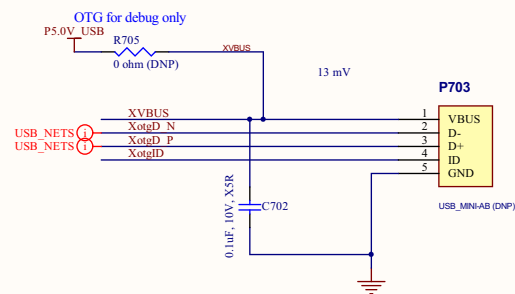 OTG for debug only
P5.0V_USB
R705
XVBUS
0 ohm (DNP)
13 mV
P703
XVBUS
1
VBUS
USB_NETS
i
XotgD_N
2
D-
USB_NETS
i
XotgD_P
3
D+
XotgID
4
ID
5
GND
0.1uF, 10V, X5R
C702
USB_MINI-AB (DNP)